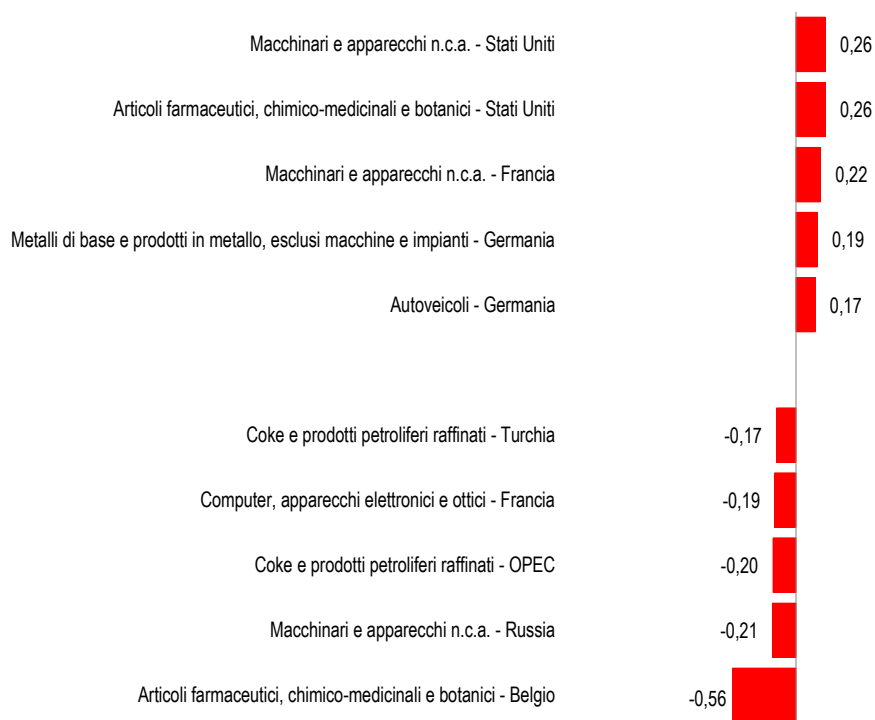 Macchinari e apparecchi n.c.a. - Stati Uniti 0,26
Articoli farmaceutici, chimico-medicinali e botanici - Stati Uniti 0,26
Macchinari e apparecchi n.c.a. - Francia 0,22
Metalli di base e prodotti in metallo, esclusi macchine e impianti - Germania 0,19
Autoveicoli - Germania 0,17
Coke e prodotti petroliferi raffinati - Turchia -0,17
Computer, apparecchi elettronici e ottici - Francia -0,19
Coke e prodotti petroliferi raffinati - OPEC -0,20
Macchinari e apparecchi n.c.a. - Russia -0,21
Articoli farmaceutici, chimico-medicinali e botanici - Belgio -0,56